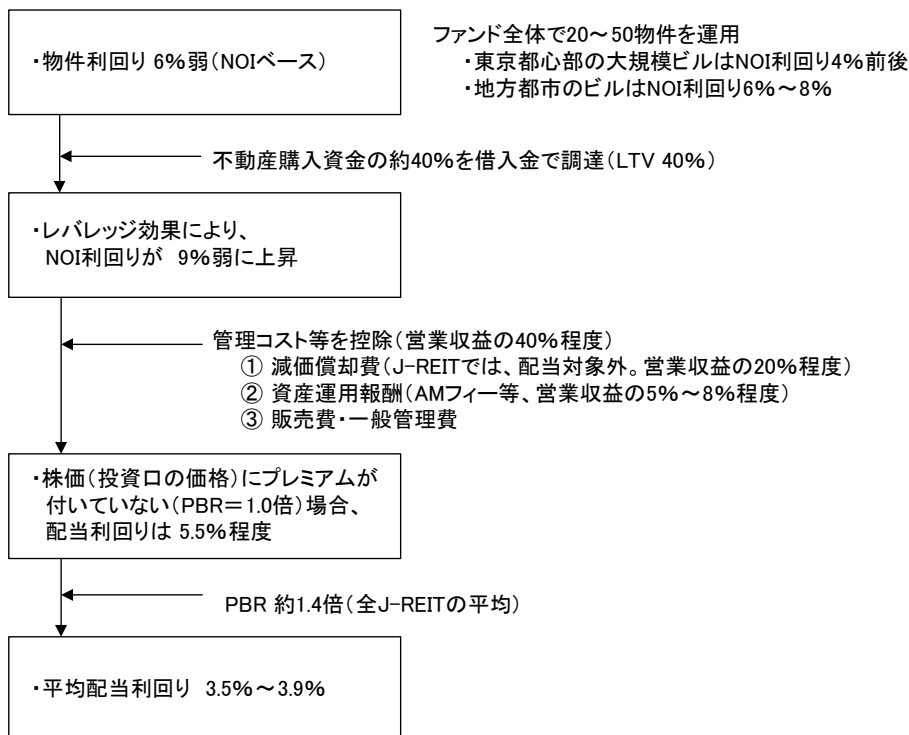 ・物件利回り 6%弱(NOIベース)
ファンド全体で20～50物件を運用
・東京都心部の大規模ビルはNOI利回り4%前後
・地方都市のビルはNOI利回り6%～8%
不動産購入資金の約40%を借入金で調達(LTV 40%)
・レバレッジ効果により、
NOI利回りが 9%弱に上昇
管理コスト等を控除(営業収益の40%程度)
① 減価償却費(J-REITでは、配当対象外。営業収益の20%程度)
② 資産運用報酬(AMフィー等、営業収益の5%～8%程度)
③ 販売費・一般管理費
・株価(投資口の価格)にプレミアムが
付いていない(PBR=1.0倍)場合、
配当利回りは 5.5%程度
PBR 約1.4倍(全J-REITの平均)
・平均配当利回り 3.5%～3.9%